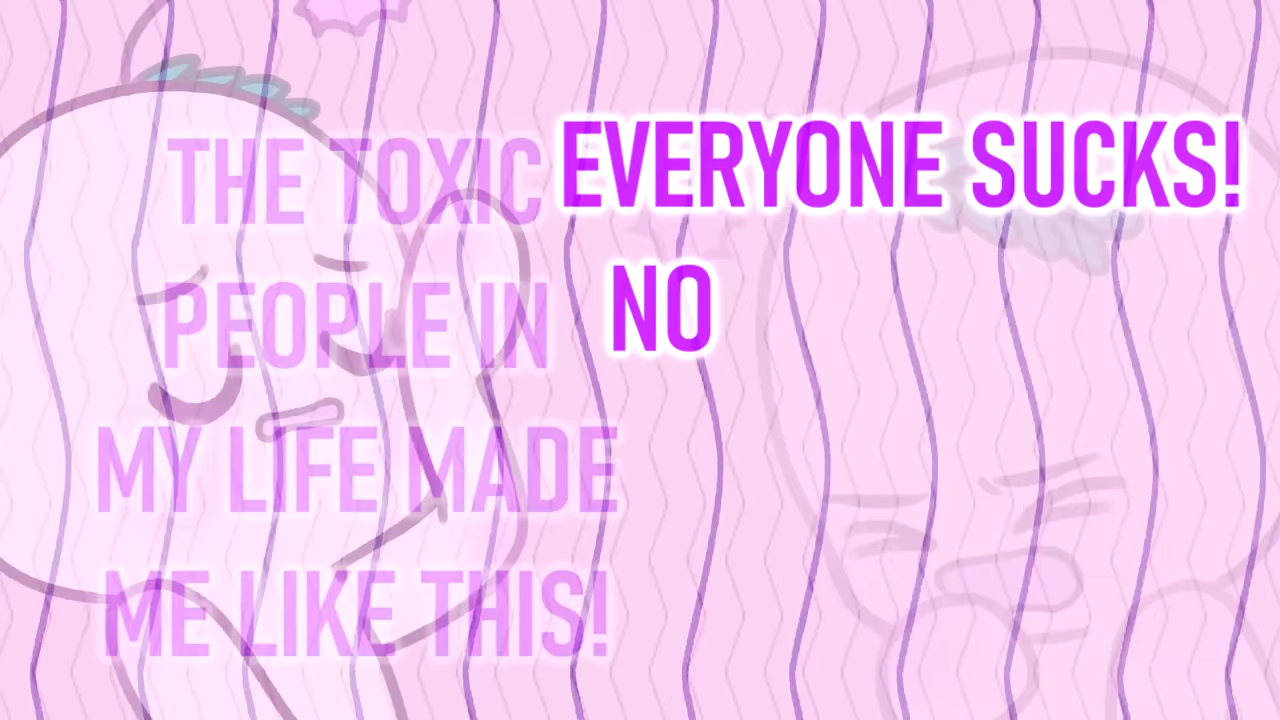 THE TOXIC
PEOPLE IN
MY LIFE MADE
ME LIKE THIS!
EVERYONE SUCKS!
NO